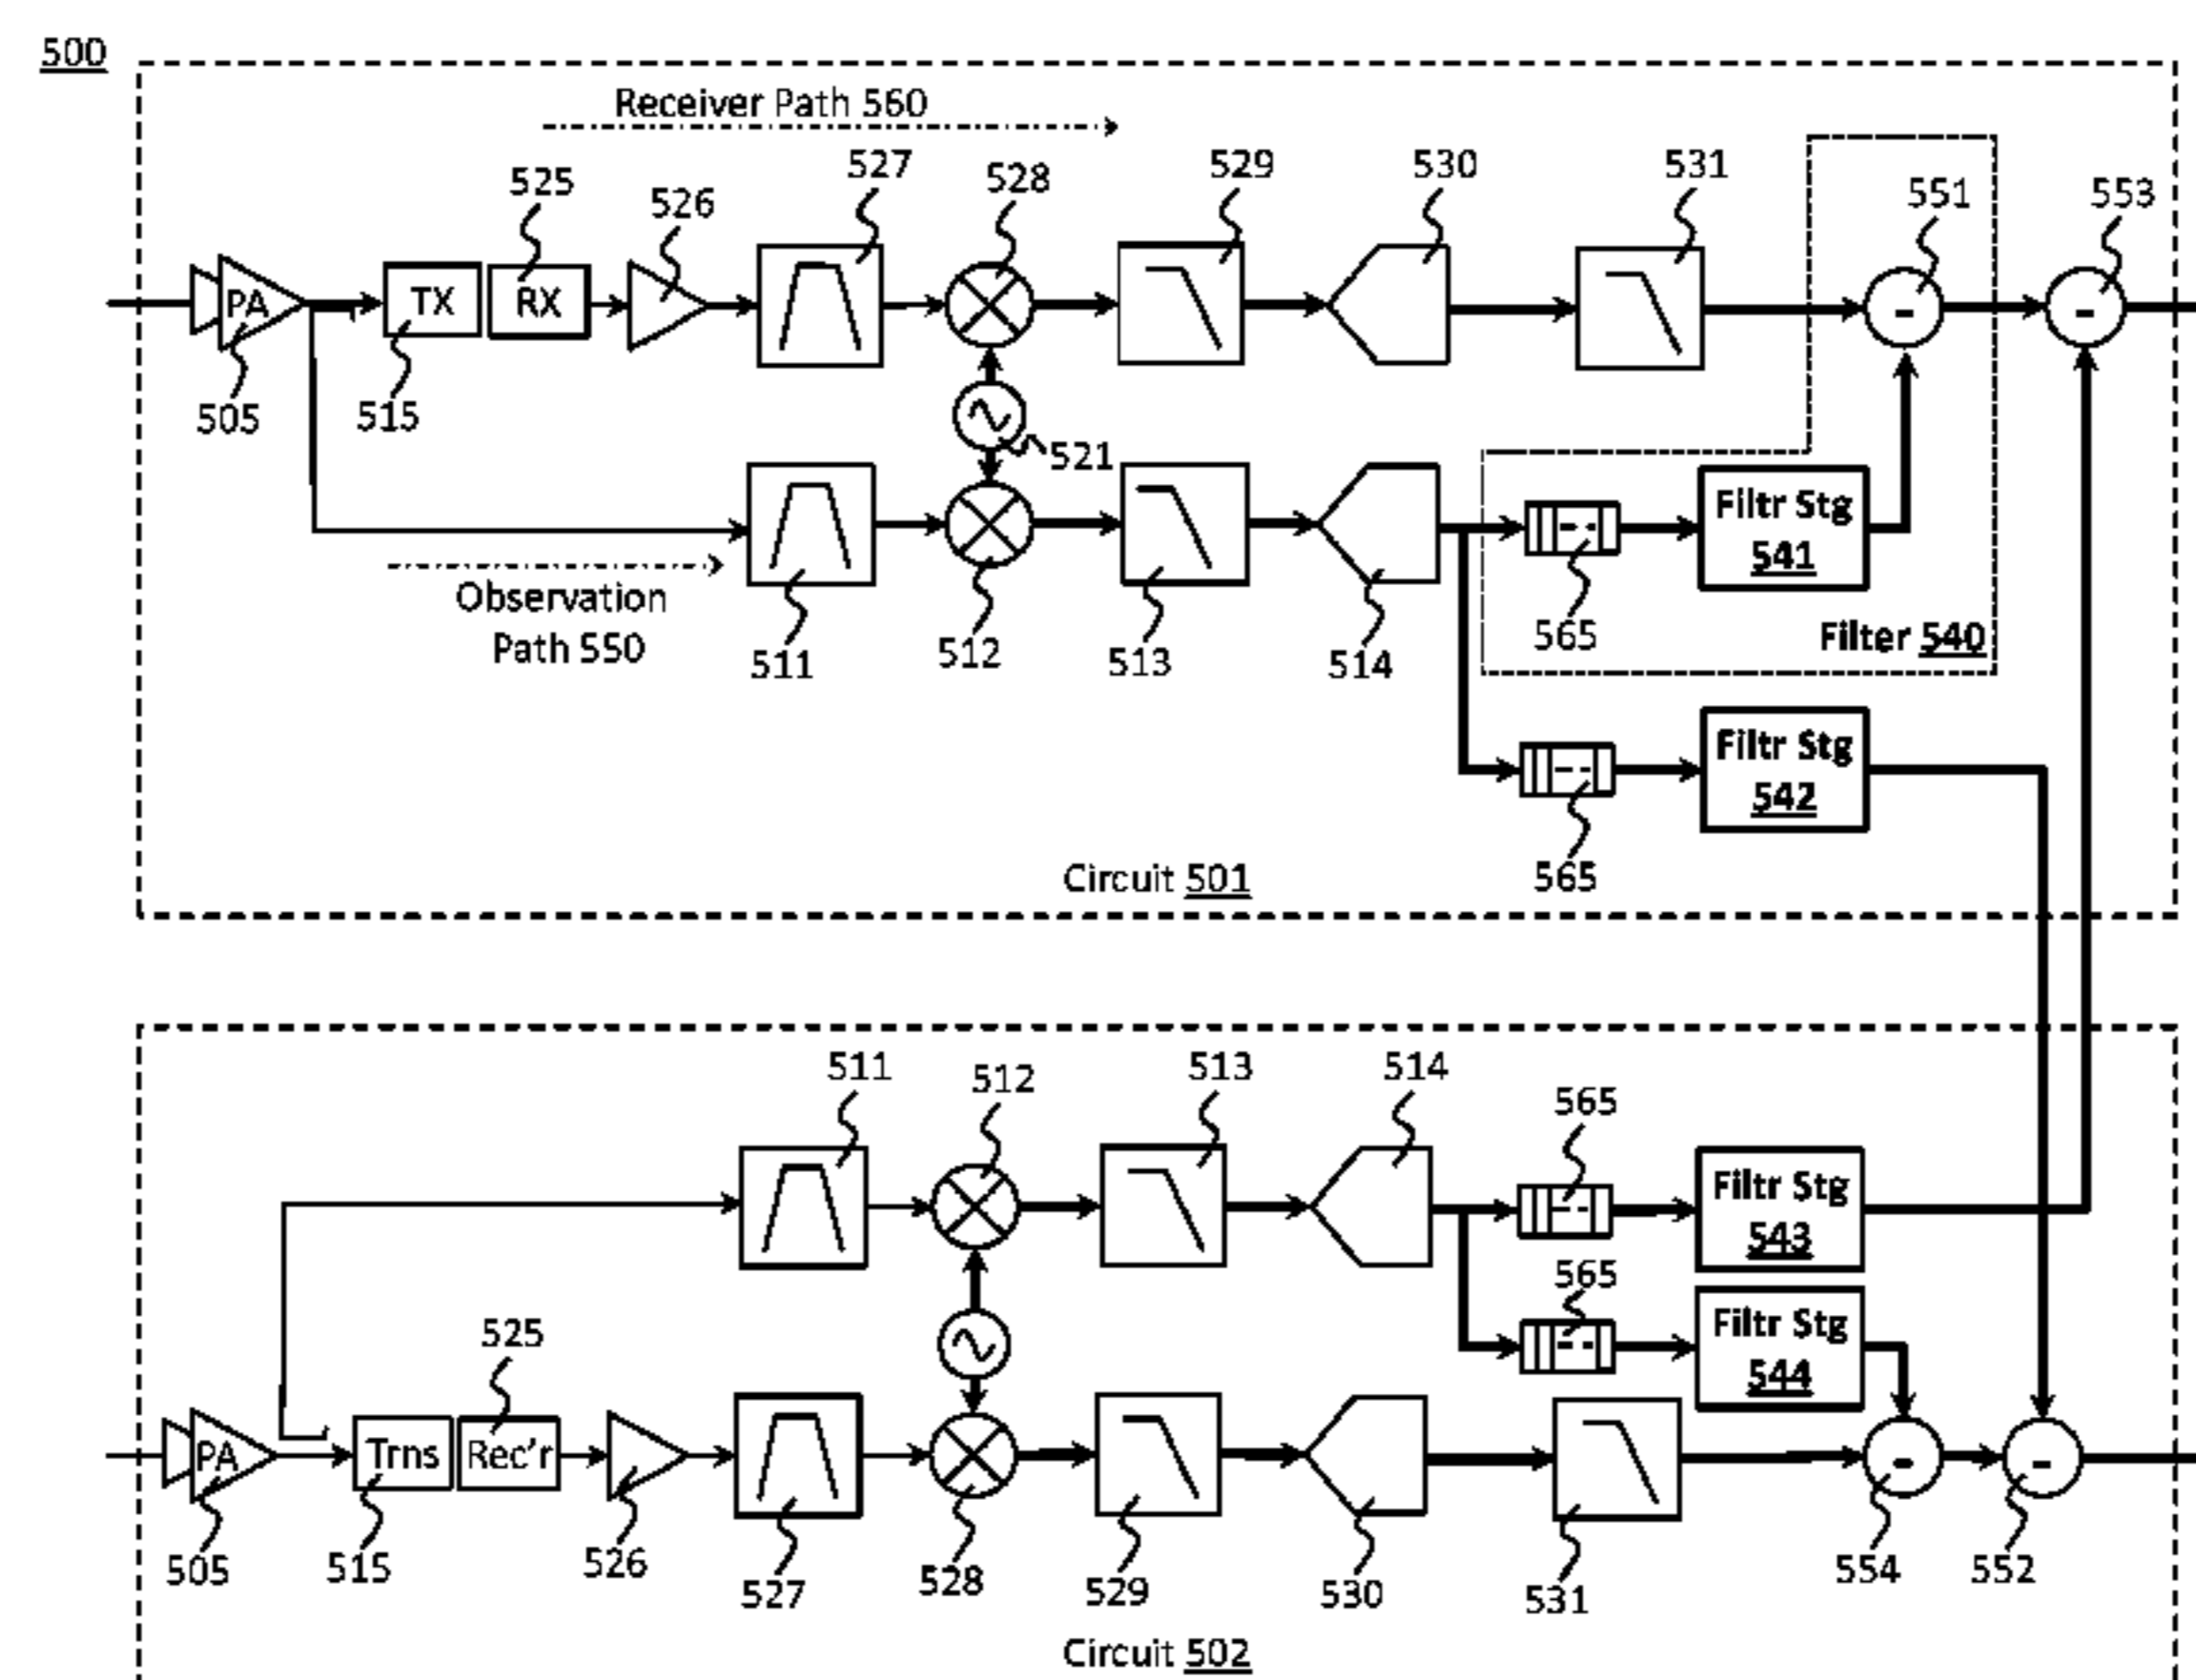 500
Receiver Path 560
525
526
527
528
529
530
531
551
553
PA
TX
RX
-
-
505
515
521
Observation
Path 550
511
512
513
514
Filtr Stg
541
565
Filter 540
Filtr Stg
542
565
Circuit 501
511
512
513
514
565
Filtr Stg
543
565
Filtr Stg
544
525
PA
Trns
Rec'r
-
-
505
515
526
527
528
529
530
531
554
552
Circuit 502